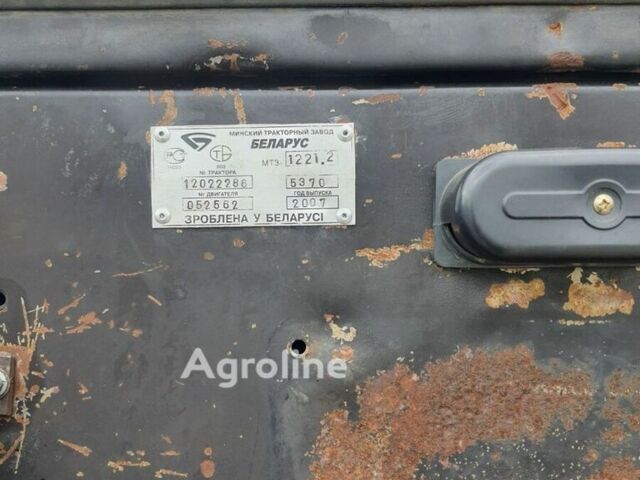 МИНСКИЙ ТРАКТОРНЫЙ ЗАВОД
БЕЛАРУС
МТЗ- 1221.2
№ ТРАКТОРА
12022286 5370
№ ДВИГАТЕЛЯ ГОД ВЫПУСКА
052562 2007
ЗРОБЛЕНА У БЕЛАРУСІ
Agroline